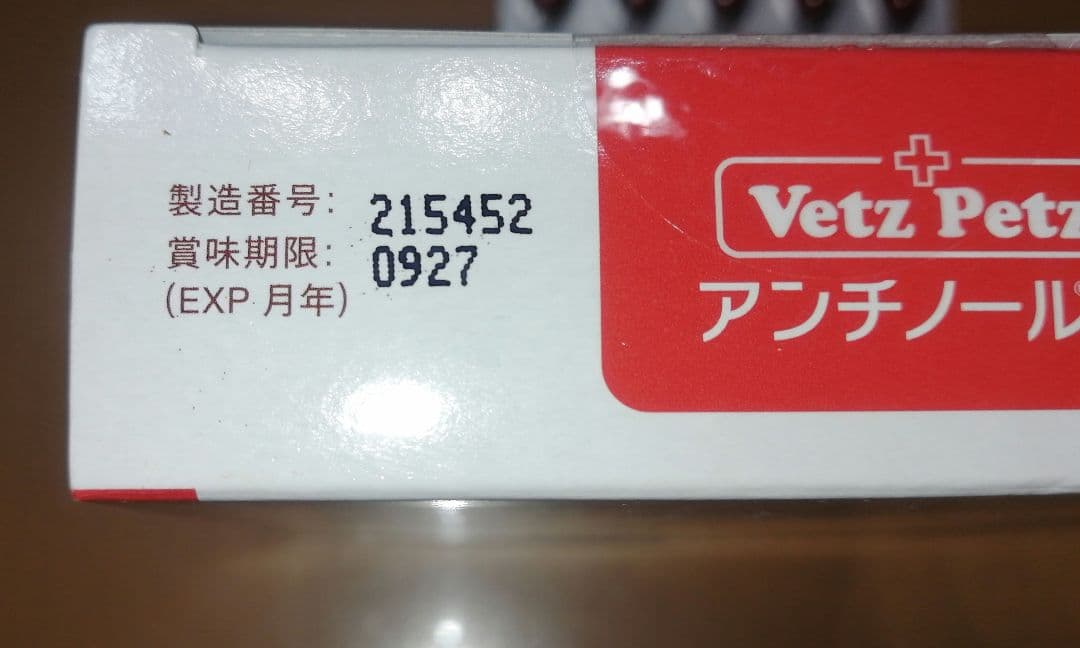 製造番号: 215452
賞味期限: 0927
(EXP 月年)
Vetz Petz
アンチノール